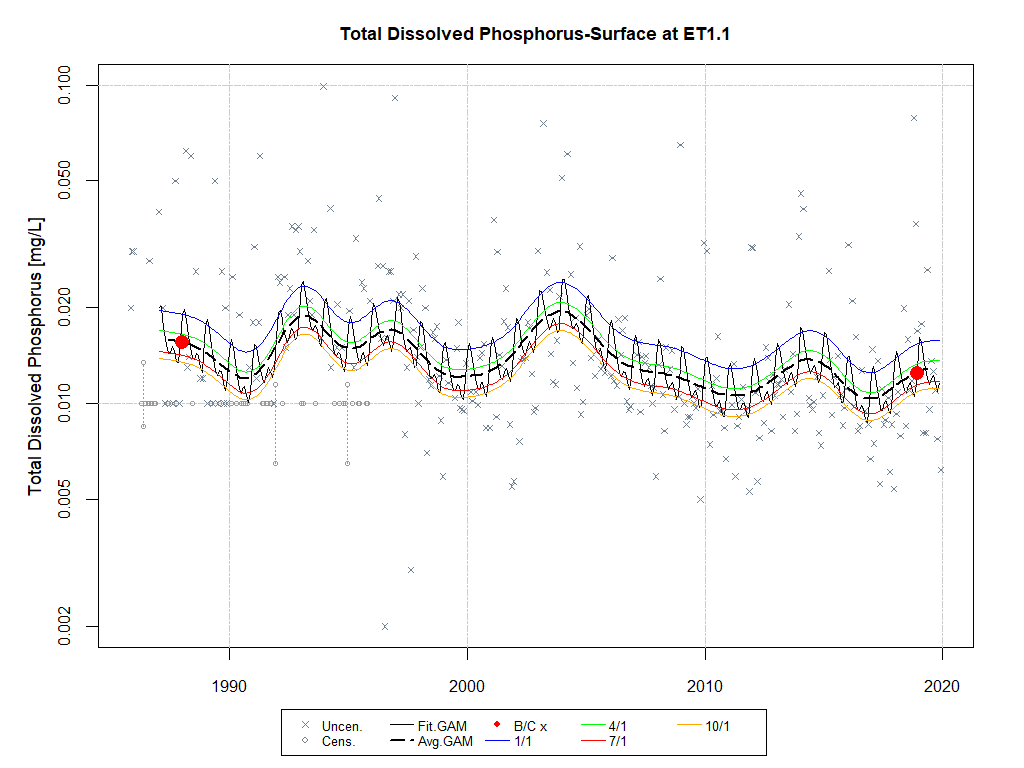 Total Dissolved Phosphorus-Surface at ET1.1
Total Dissolved Phosphorus [mg/L]
0.100
0.050
0.020
0.010
0.005
0.002
1990
2000
2010
2020
Uncen. Fit.GAM B/C x 4/1 10/1
Cens. Avg.GAM 1/1 7/1